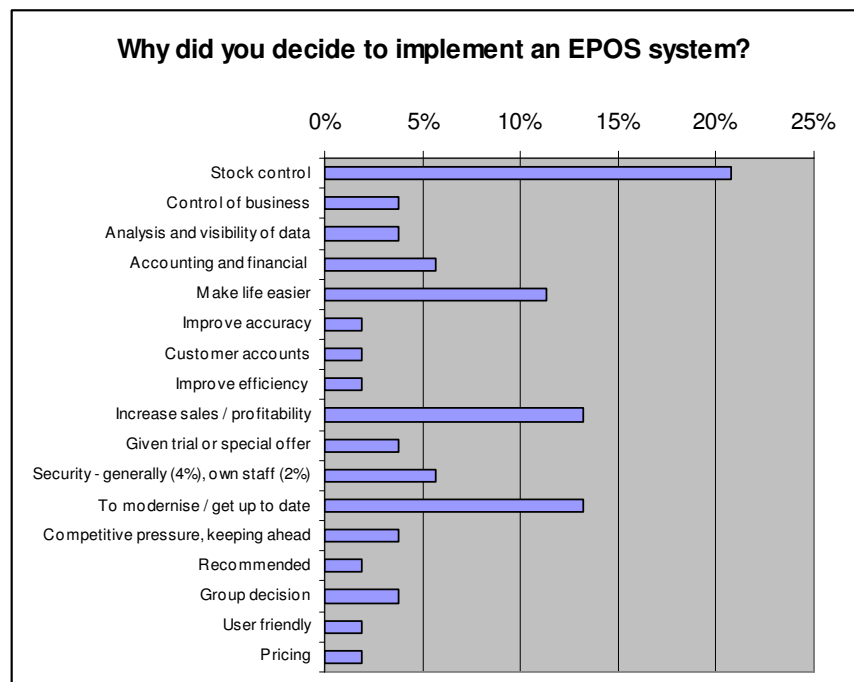 Why did you decide to implement an EPOS system?
0% 5% 10% 15% 20% 25%
Stock control
Control of business
Analysis and visibility of data
Accounting and financial
Make life easier
Improve accuracy
Customer accounts
Improve efficiency
Increase sales / profitability
Given trial or special offer
Security - generally (4%), own staff (2%)
To modernise / get up to date
Competitive pressure, keeping ahead
Recommended
Group decision
User friendly
Pricing